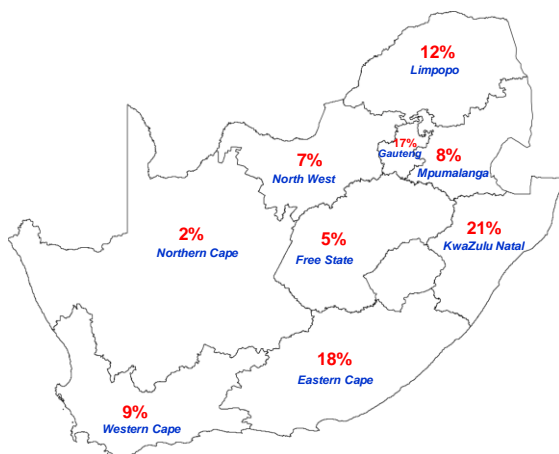 12%
Limpopo
17%
Gauteng
7%
North West
8%
Mpumalanga
2%
Northern Cape
5%
Free State
21%
KwaZulu Natal
18%
Eastern Cape
9%
Western Cape